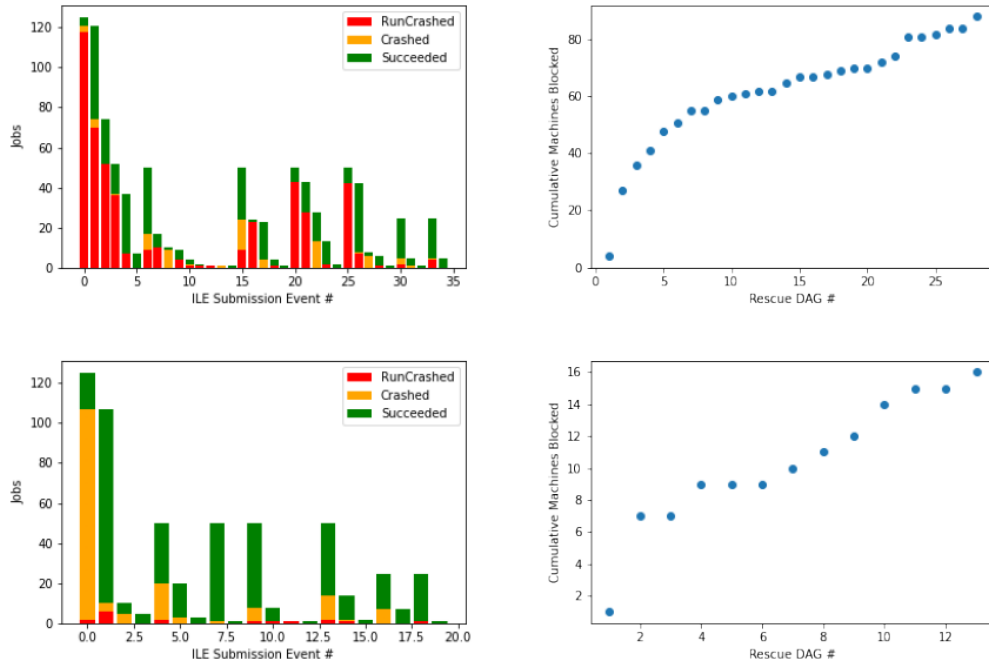 RunCrashed
Crashed
Succeeded
120
100
80
60
40
20
0
Jobs
0 5 10 15 20 25 30 35
ILE Submission Event #
80
60
40
20
0
Cumulative Machines Blocked
0 5 10 15 20 25
Rescue DAG #
RunCrashed
Crashed
Succeeded
120
100
80
60
40
20
0
Jobs
0.0 2.5 5.0 7.5 10.0 12.5 15.0 17.5 20.0
ILE Submission Event #
16
14
12
10
8
6
4
2
Cumulative Machines Blocked
2 4 6 8 10 12
Rescue DAG #